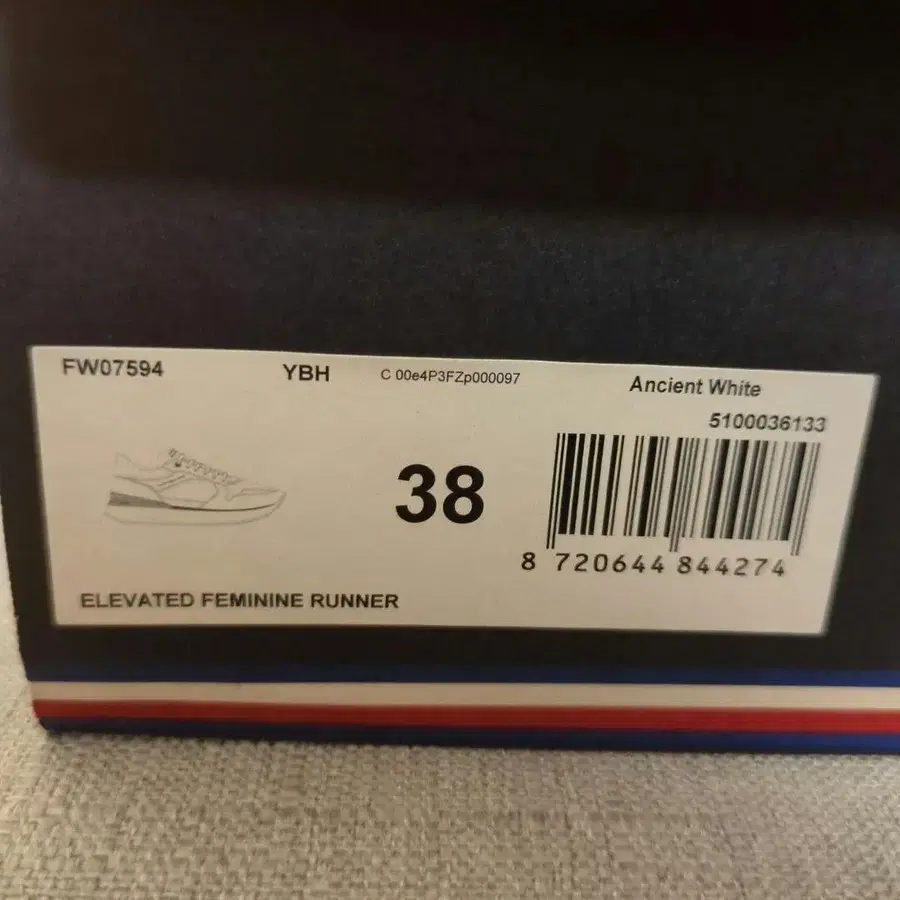 FW07594 YBH C 00e4P3FZp000097 Ancient White
5100036133
38
8 720644 844274
ELEVATED FEMININE RUNNER